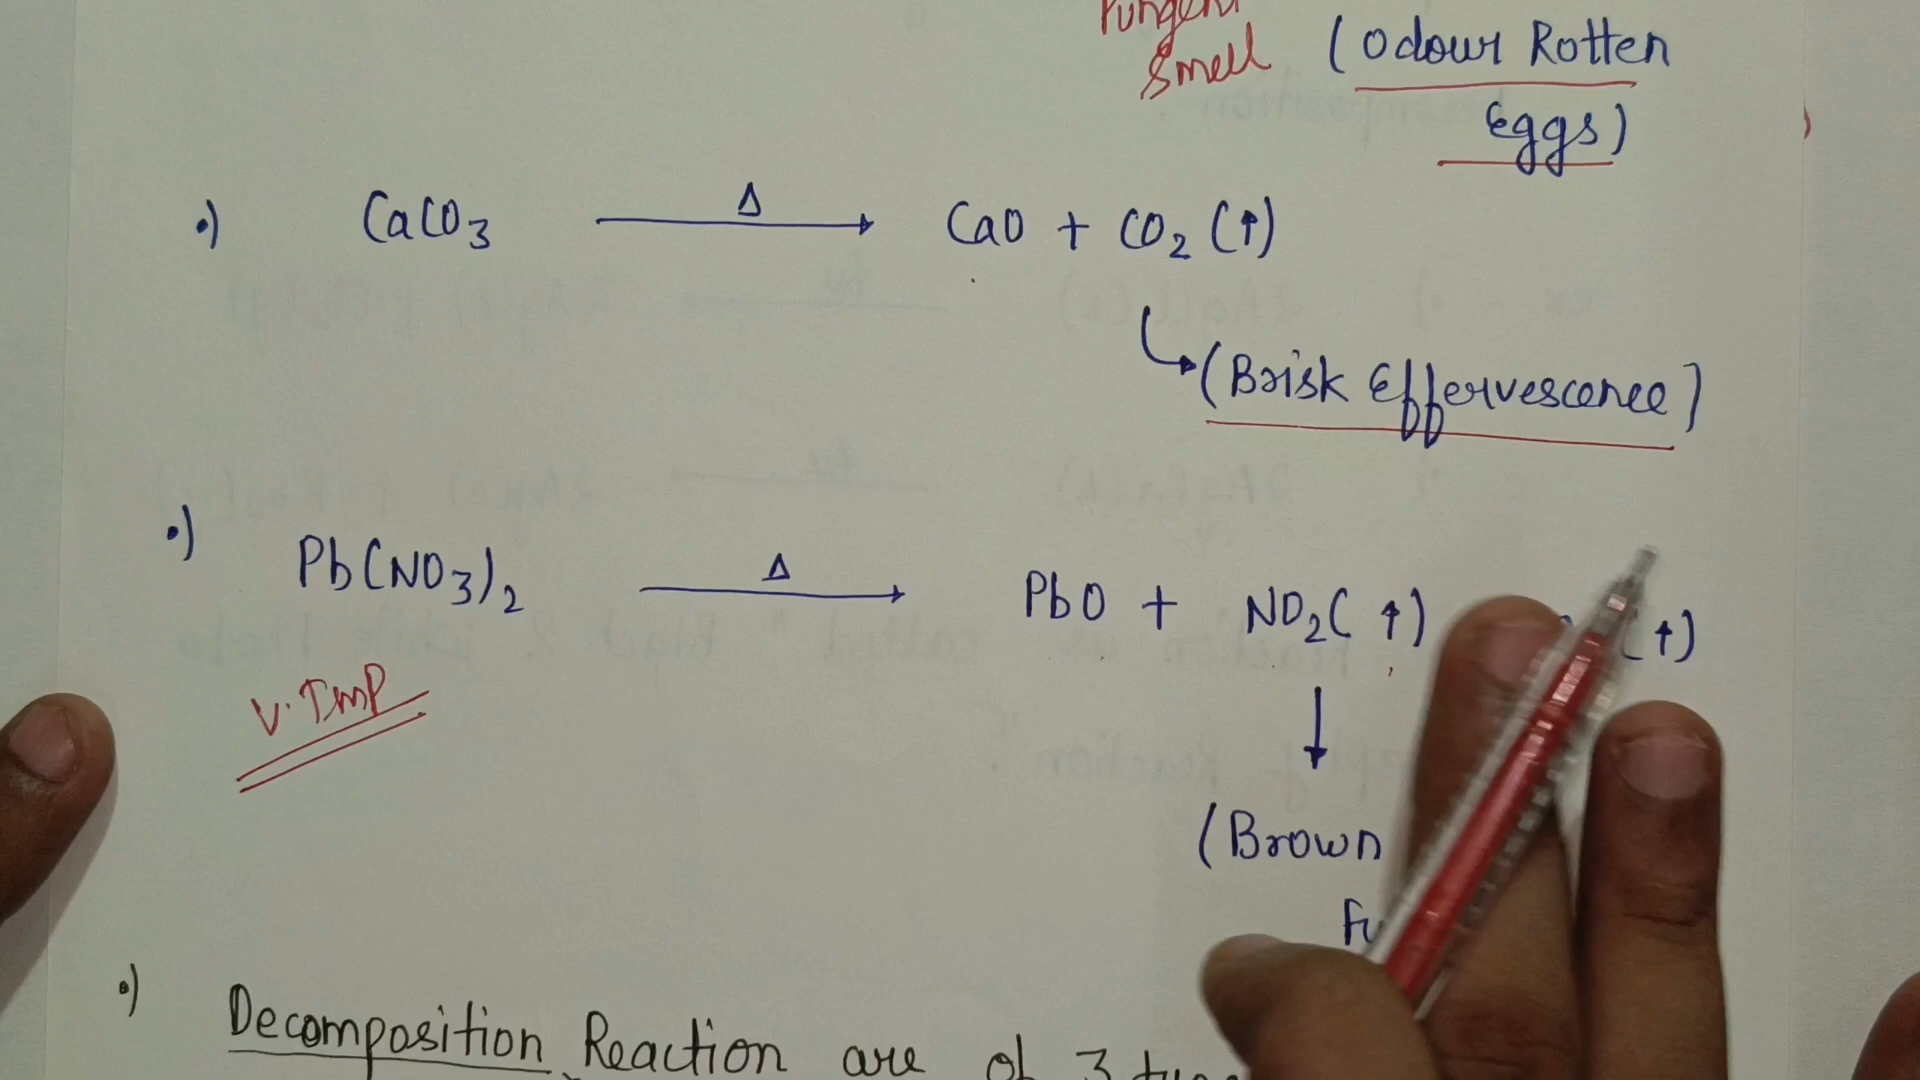 Pungent
Smell (Odour Rotten
Eggs)
•) CaCO3 Δ→ CaO + CO2 (↑)
↳(Brisk Effervescence)
•) Pb(NO3)2 Δ→ PbO + NO2(↑) (↑)
V. Imp ↓
(Brown
•) Decomposition Reaction are of 3